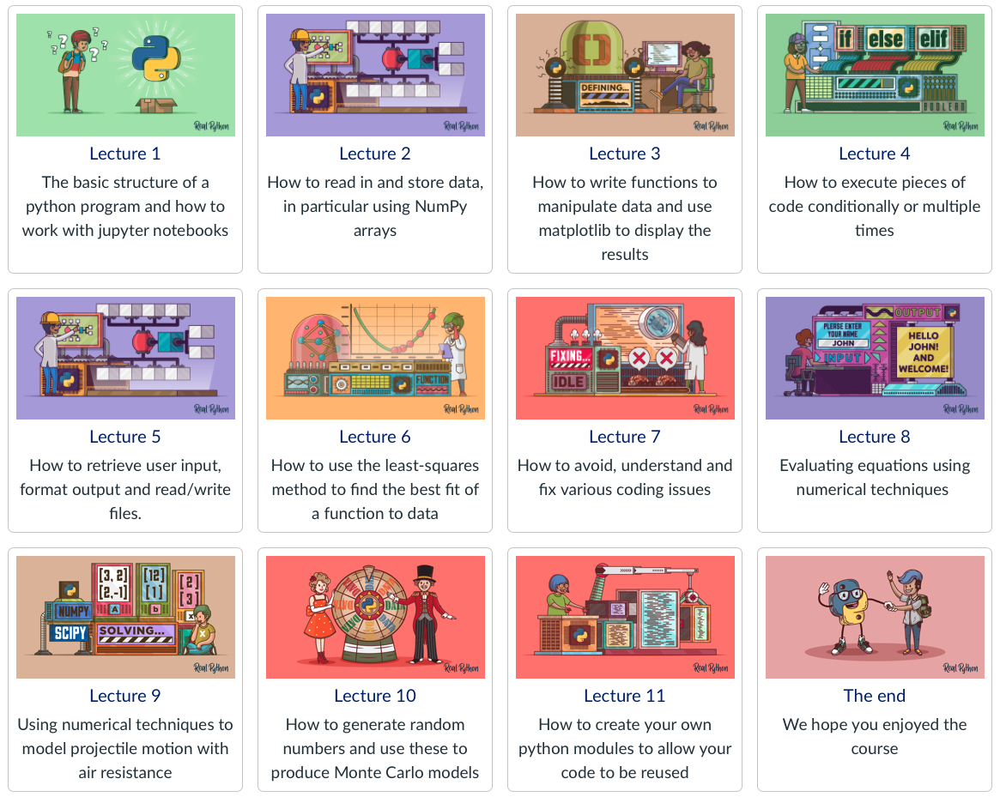 ? ? ? ? ? ?
Real Python
Lecture 1
The basic structure of a
python program and how to
work with jupyter notebooks
Real Python
Lecture 2
How to read in and store data,
in particular using NumPy
arrays
DEFINING...
Real Python
Lecture 3
How to write functions to
manipulate data and use
matplotlib to display the
results
if else elif
BOOLEAN
Real Python
Lecture 4
How to execute pieces of
code conditionally or multiple
times
Real Python
Lecture 5
How to retrieve user input,
format output and read/write
files.
FUNCTION
Real Python
Lecture 6
How to use the least-squares
method to find the best fit of
a function to data
FIXING...
IDLE
Real Python
Lecture 7
How to avoid, understand and
fix various coding issues
OUTPUT
PLEASE ENTER
YOUR NAME
JOHN
INPUT
HELLO
JOHN!
AND
WELCOME!
Real Python
Lecture 8
Evaluating equations using
numerical techniques
[3, 2]
[2,-1]
A
[12]
[1]
b
[2]
[3]
x
NUMPY
SCIPY
SOLVING...
X
Real Python
Lecture 9
Using numerical techniques to
model projectile motion with
air resistance
DATA
DATA
DATA
Real Python
Lecture 10
How to generate random
numbers and use these to
produce Monte Carlo models
Real Python
Lecture 11
How to create your own
python modules to allow your
code to be reused
Real Python
The end
We hope you enjoyed the
course